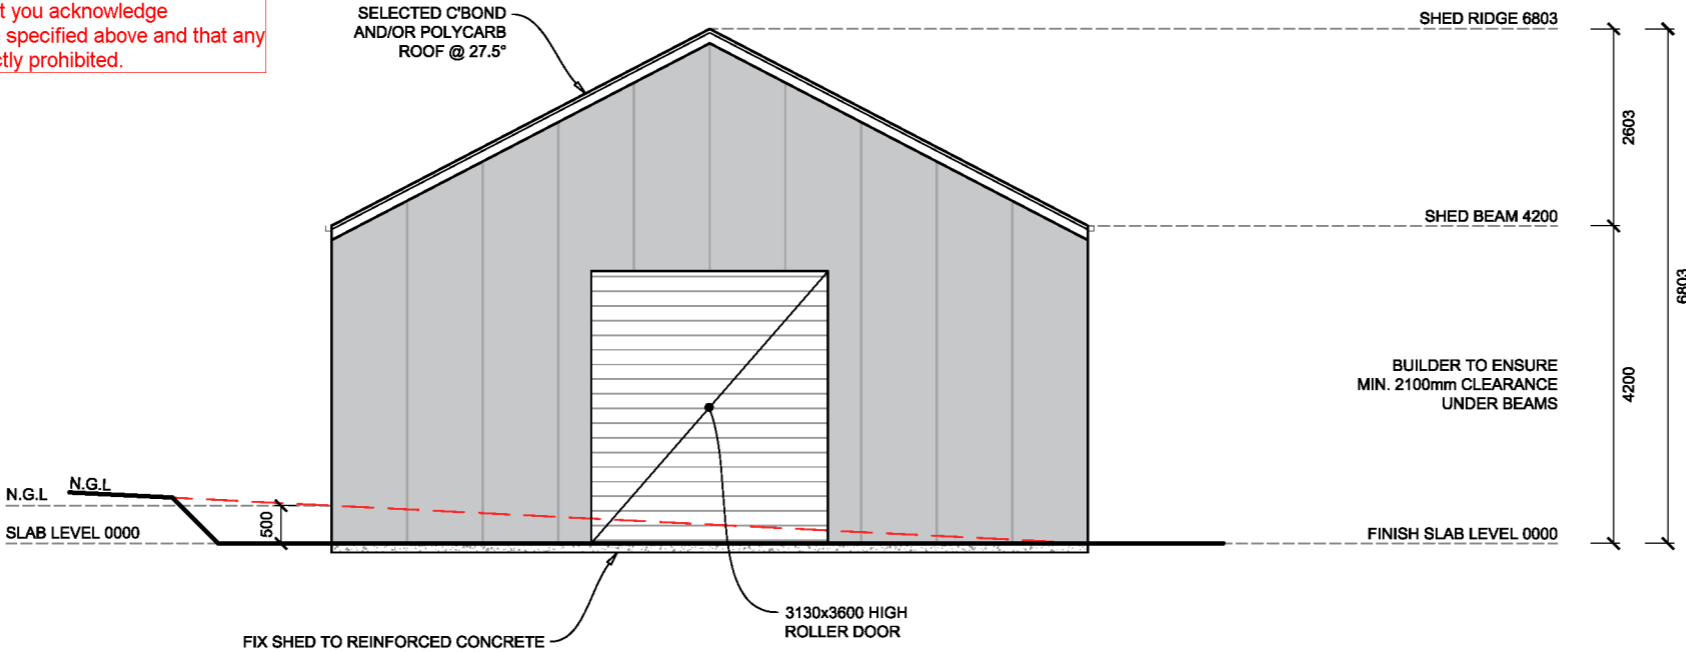 t you acknowledge
specified above and that any
ctly prohibited.
SELECTED C'BOND
AND/OR POLYCARB
ROOF @ 27.5°
SHED RIDGE 6803
2603
SHED BEAM 4200
6803
BUILDER TO ENSURE
MIN. 2100mm CLEARANCE
UNDER BEAMS
4200
N.G.L
N.G.L
500
SLAB LEVEL 0000
FINISH SLAB LEVEL 0000
3130x3600 HIGH
ROLLER DOOR
FIX SHED TO REINFORCED CONCRETE